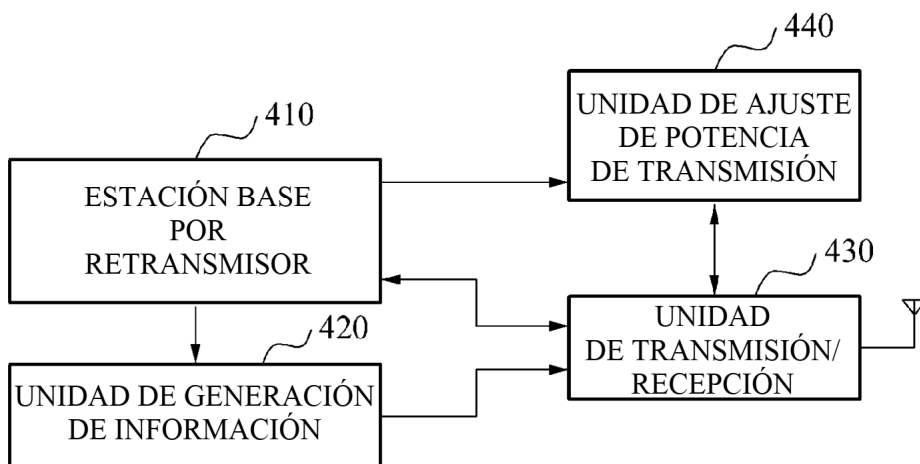 440
UNIDAD DE AJUSTE
DE POTENCIA
DE TRANSMISIÓN
410
ESTACIÓN BASE
POR
RETRANSMISOR
430
UNIDAD
DE TRANSMISIÓN/
RECEPCIÓN
420
UNIDAD DE GENERACIÓN
DE INFORMACIÓN